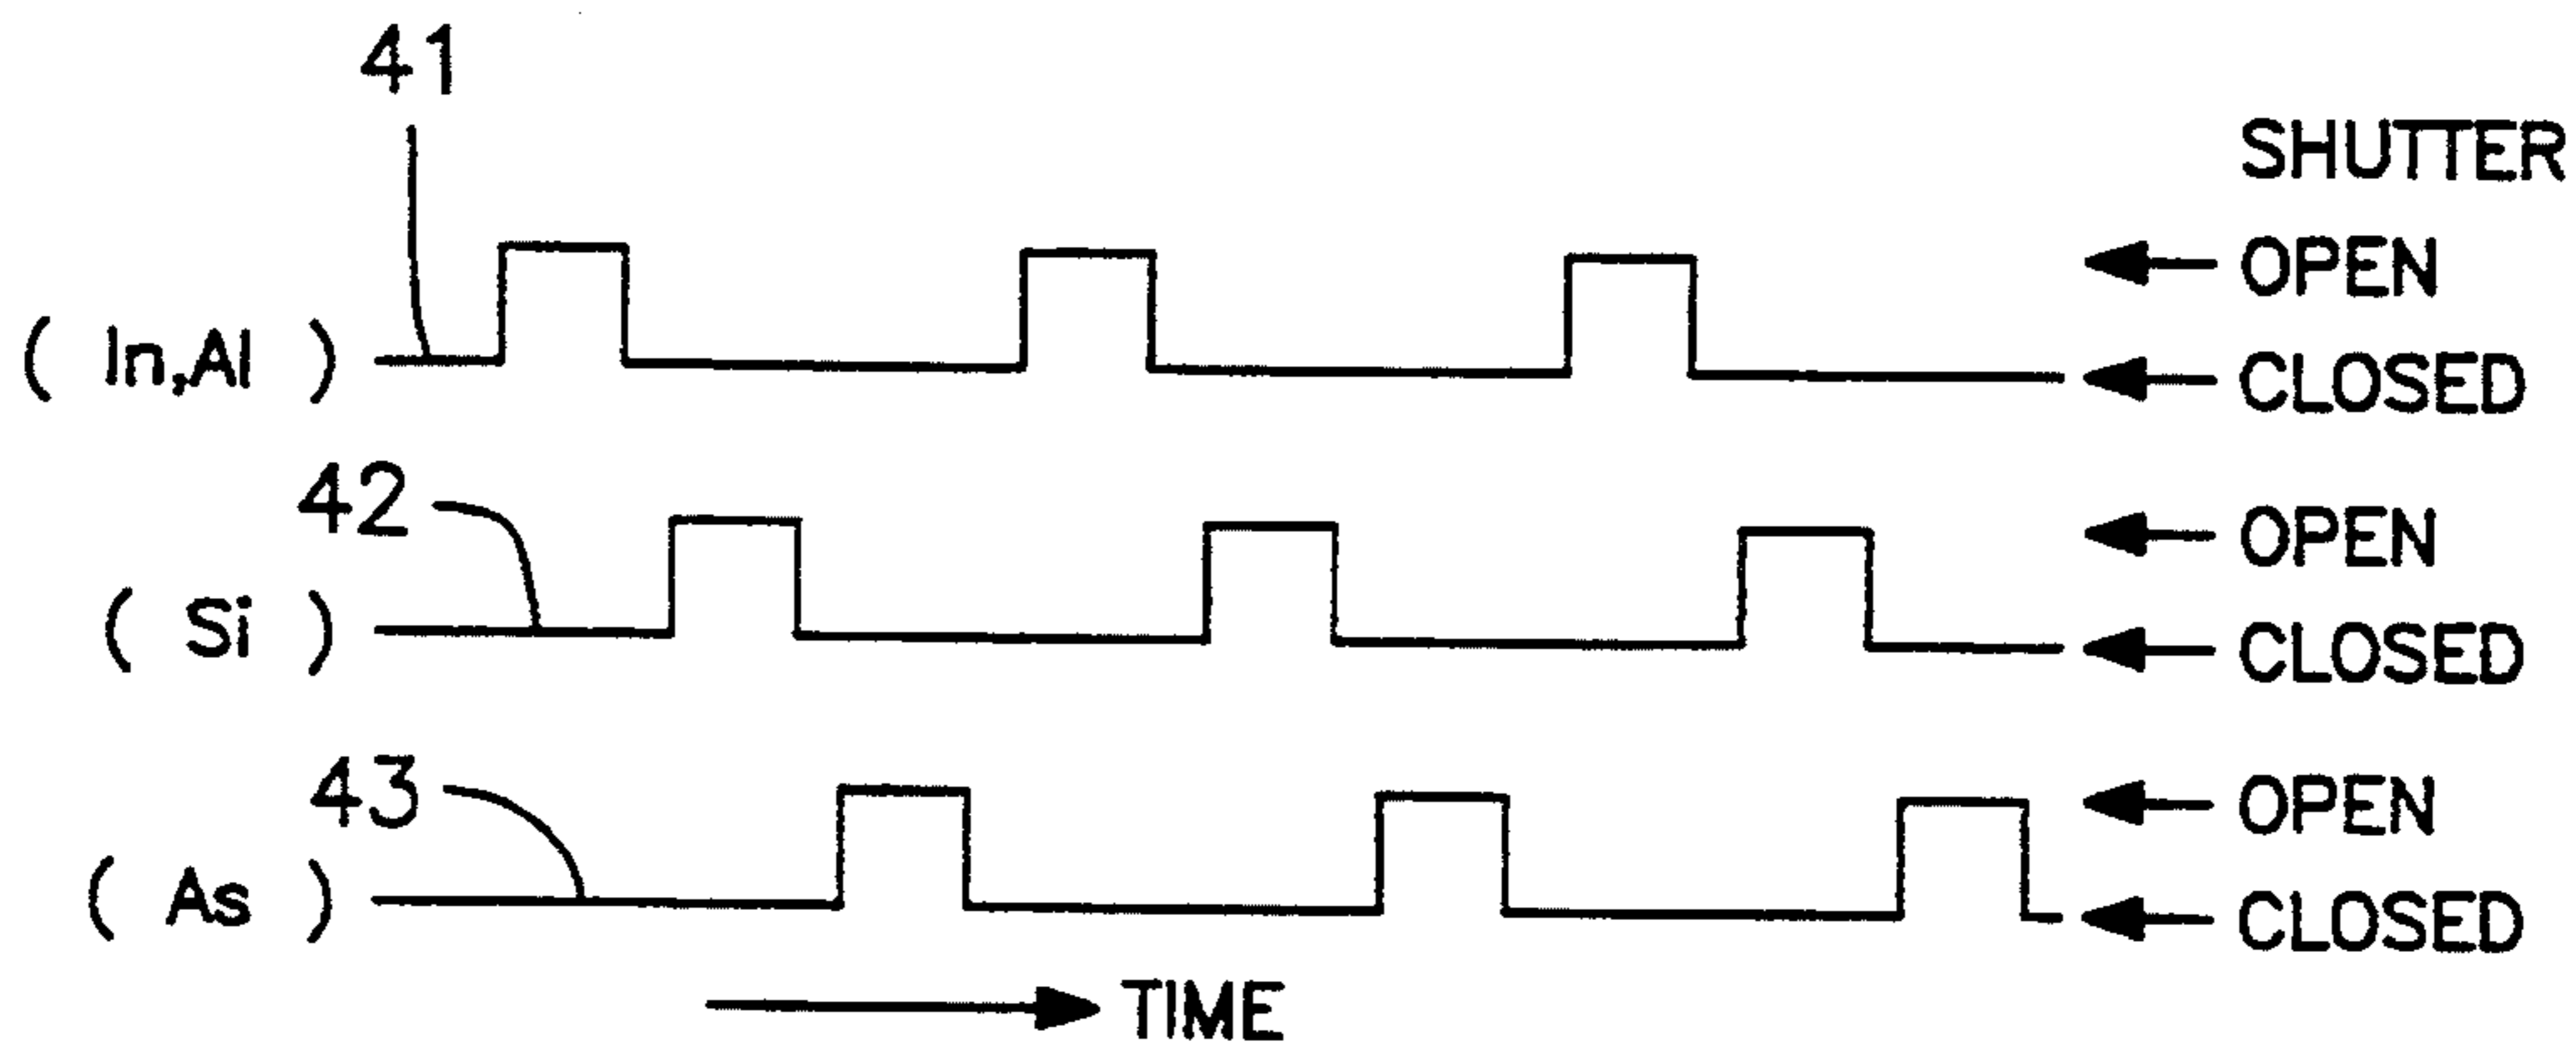 41
SHUTTER
OPEN
( In,Al )
CLOSED
42
OPEN
( Si )
CLOSED
43
OPEN
( As )
CLOSED
TIME